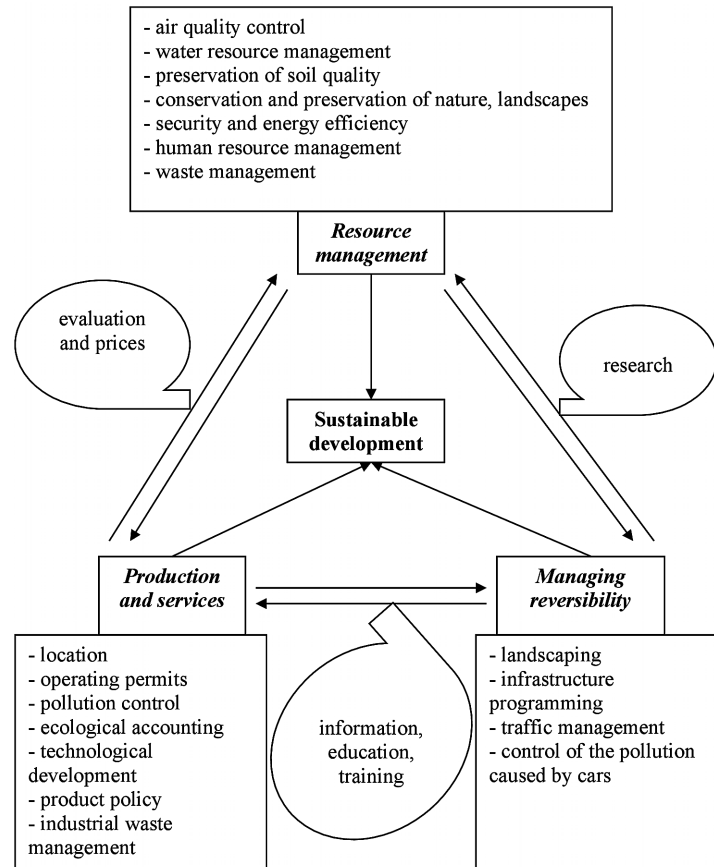 - air quality control
- water resource management
- preservation of soil quality
- conservation and preservation of nature, landscapes
- security and energy efficiency
- human resource management
- waste management
Resource
management
evaluation
and prices
research
Sustainable
development
Production
and services
Managing
reversibility
- location
- operating permits
- pollution control
- ecological accounting
- technological
development
- product policy
- industrial waste
management
information,
education,
training
- landscaping
- infrastructure
programming
- traffic management
- control of the pollution
caused by cars